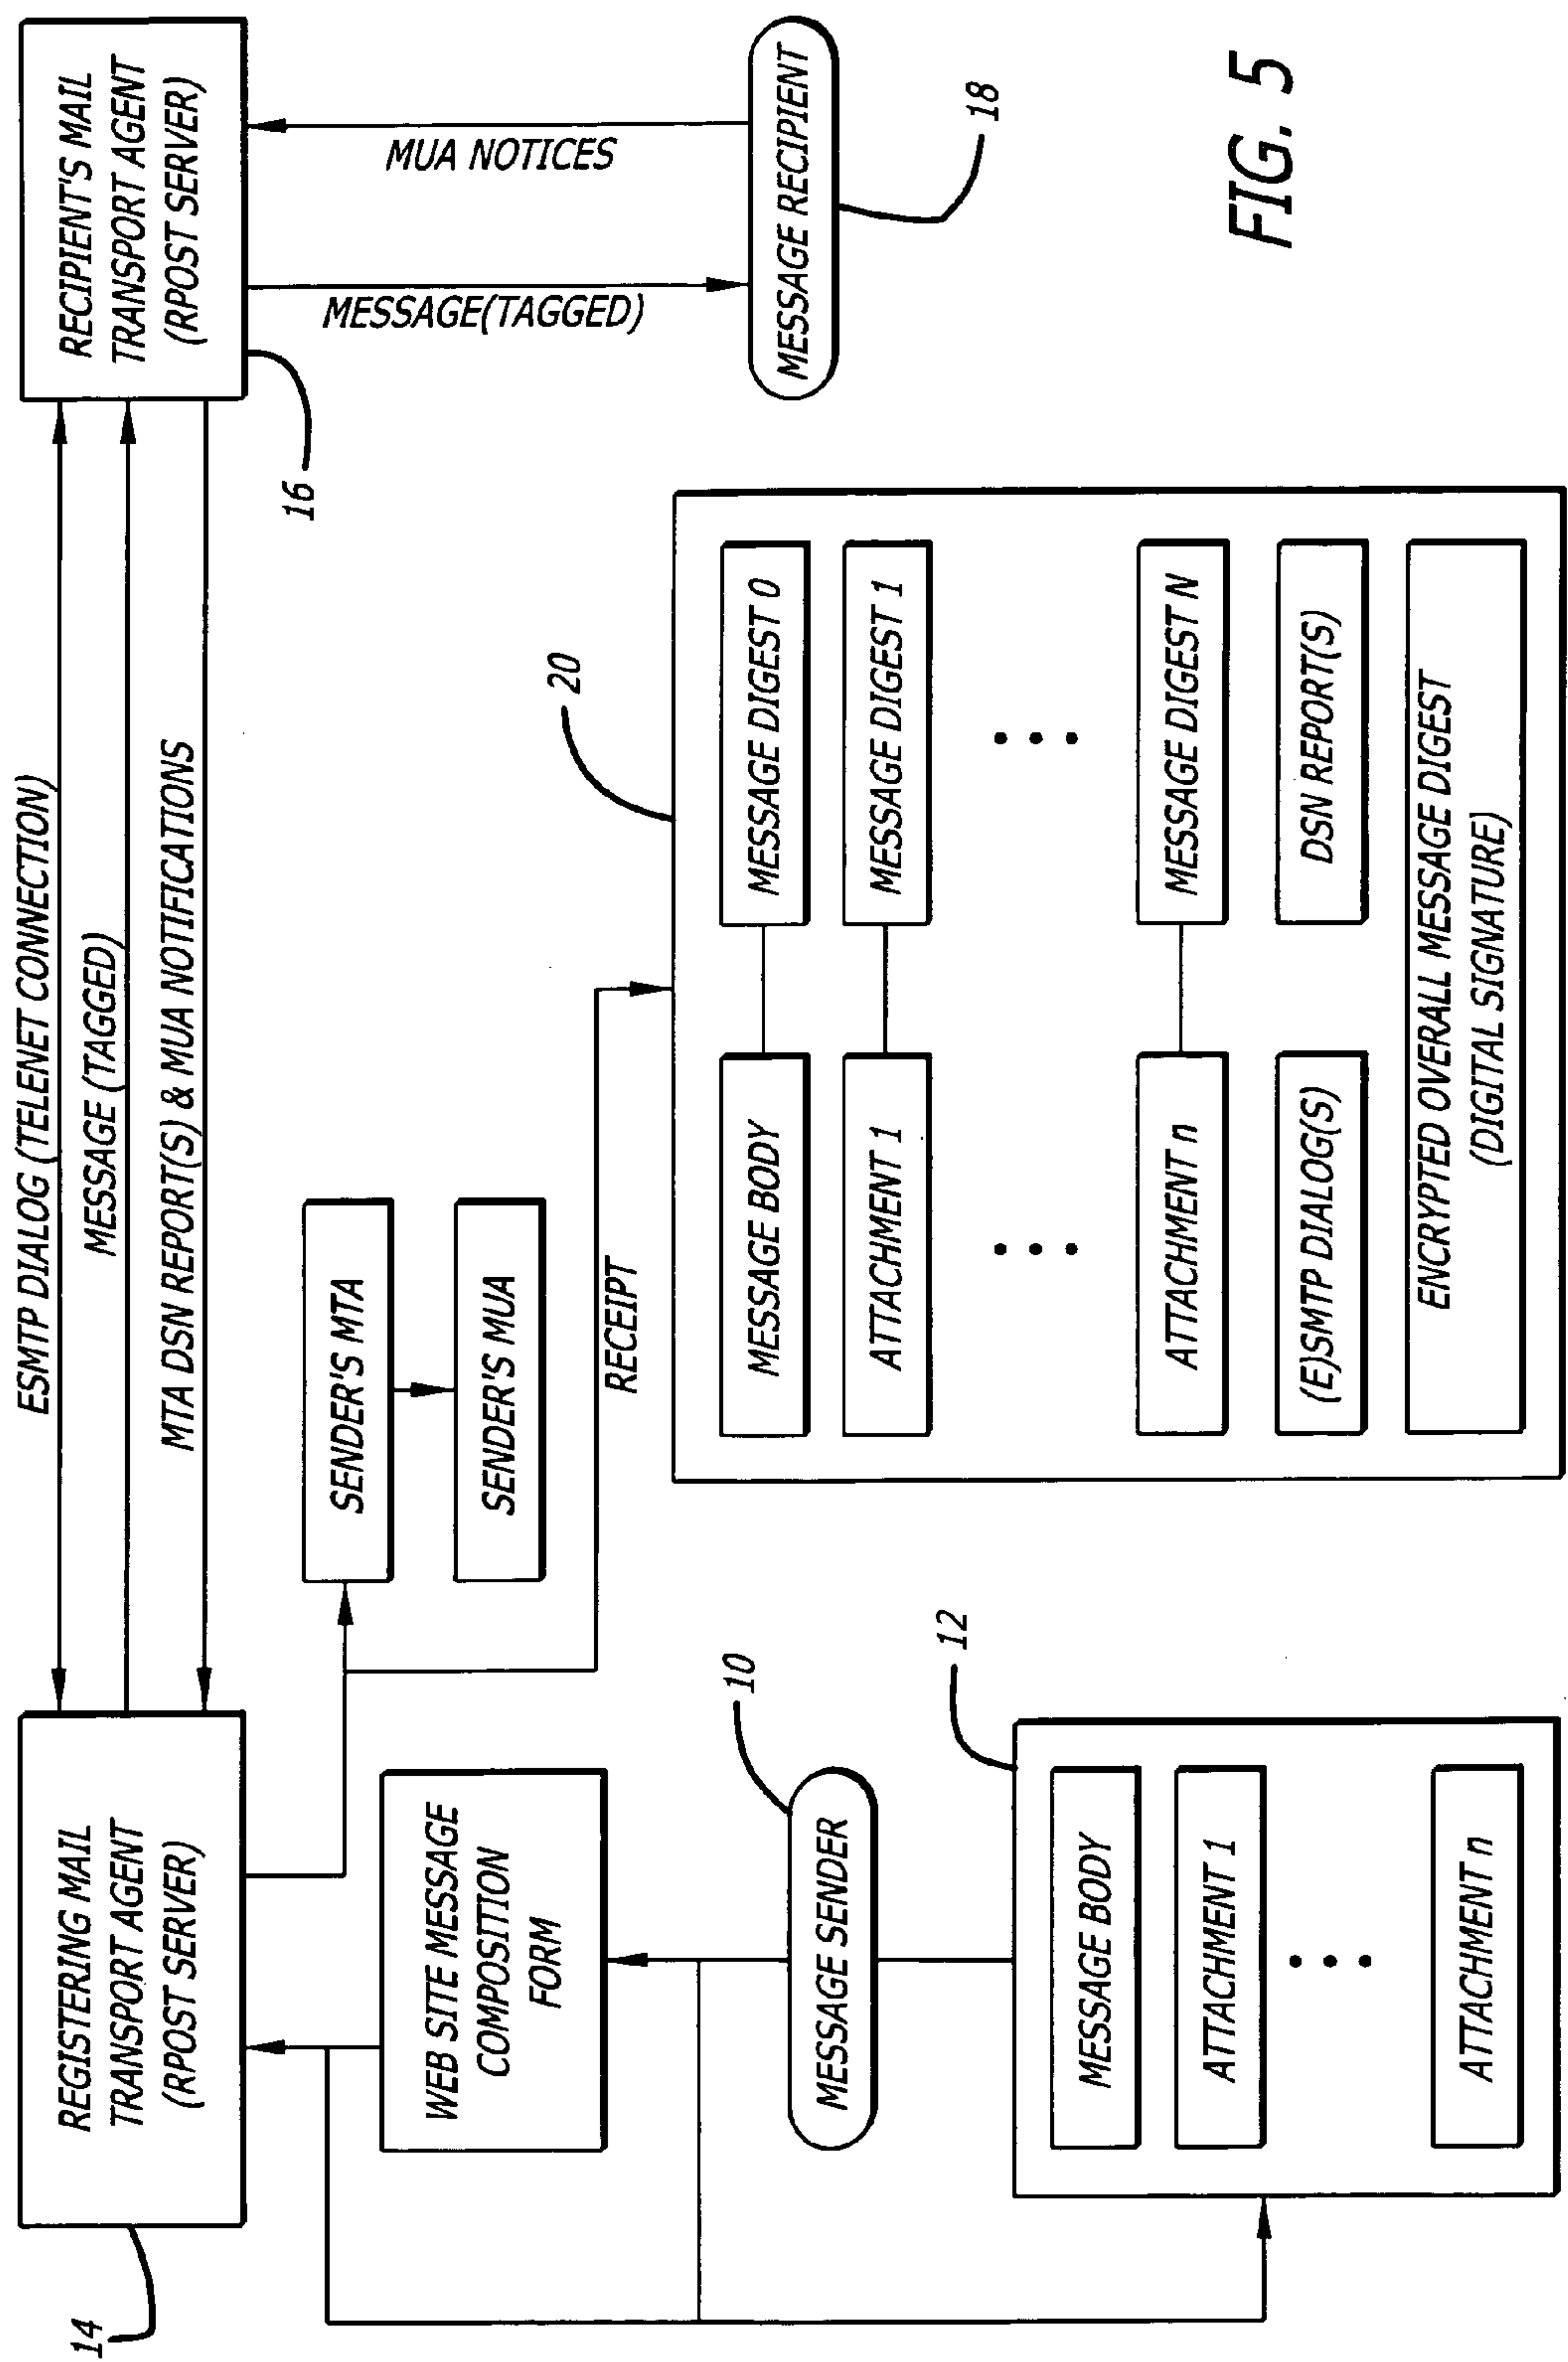 14
REGISTERING MAIL
TRANSPORT AGENT
(RPOST SERVER)
ESMTP DIALOG (TELENET CONNECTION)
MESSAGE (TAGGED)
MTA DSN REPORT(S) & MUA NOTIFICATIONS
RECIPIENT'S MAIL
TRANSPORT AGENT
(RPOST SERVER)
16
WEB SITE MESSAGE
COMPOSITION
FORM
SENDER'S MTA
SENDER'S MUA
RECEIPT
MESSAGE(TAGGED)
MUA NOTICES
MESSAGE RECIPIENT
18
10
MESSAGE SENDER
12
MESSAGE BODY
ATTACHMENT 1
ATTACHMENT n
20
MESSAGE BODY
MESSAGE DIGEST 0
ATTACHMENT 1
MESSAGE DIGEST 1
ATTACHMENT n
MESSAGE DIGEST N
(E)SMTP DIALOG(S)
DSN REPORT(S)
ENCRYPTED OVERALL MESSAGE DIGEST
(DIGITAL SIGNATURE)
FIG. 5